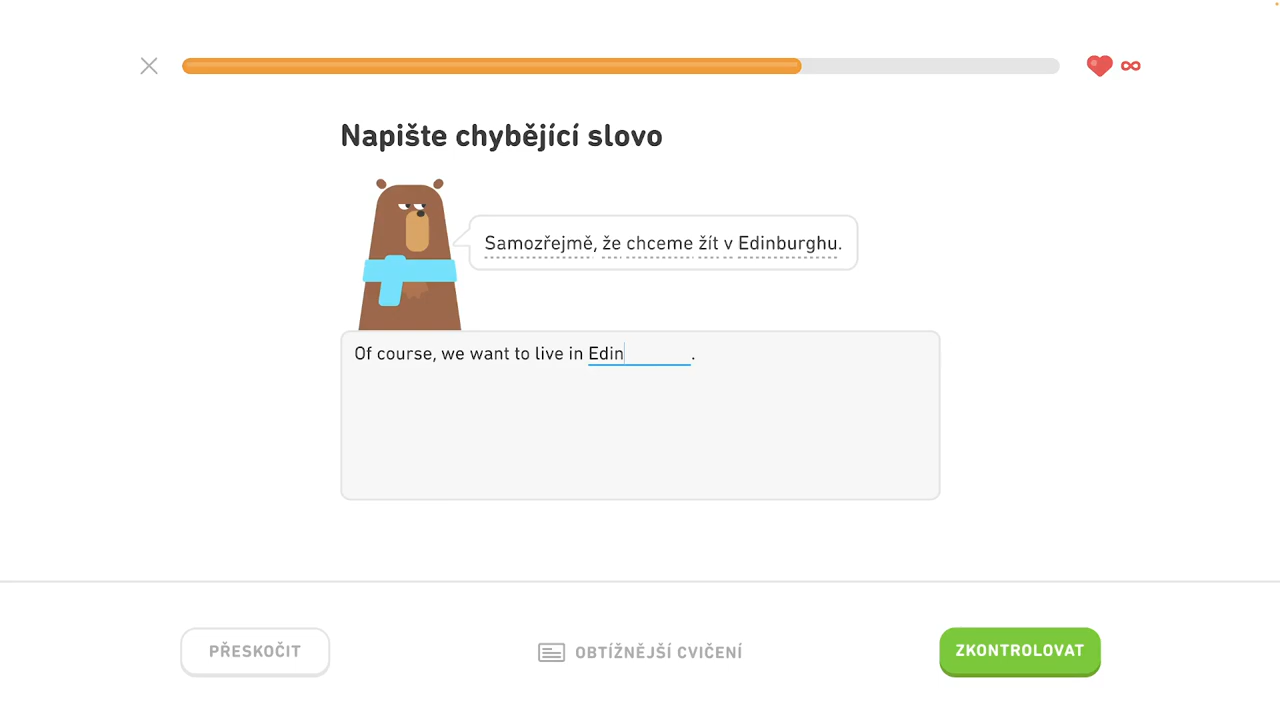 Napište chybějící slovo
Samozřejmě, že chceme žít v Edinburghu.
Of course, we want to live in Edin .
PŘESKOČIT
OBTÍŽNĚJŠÍ CVIČENÍ
ZKONTROLOVAT